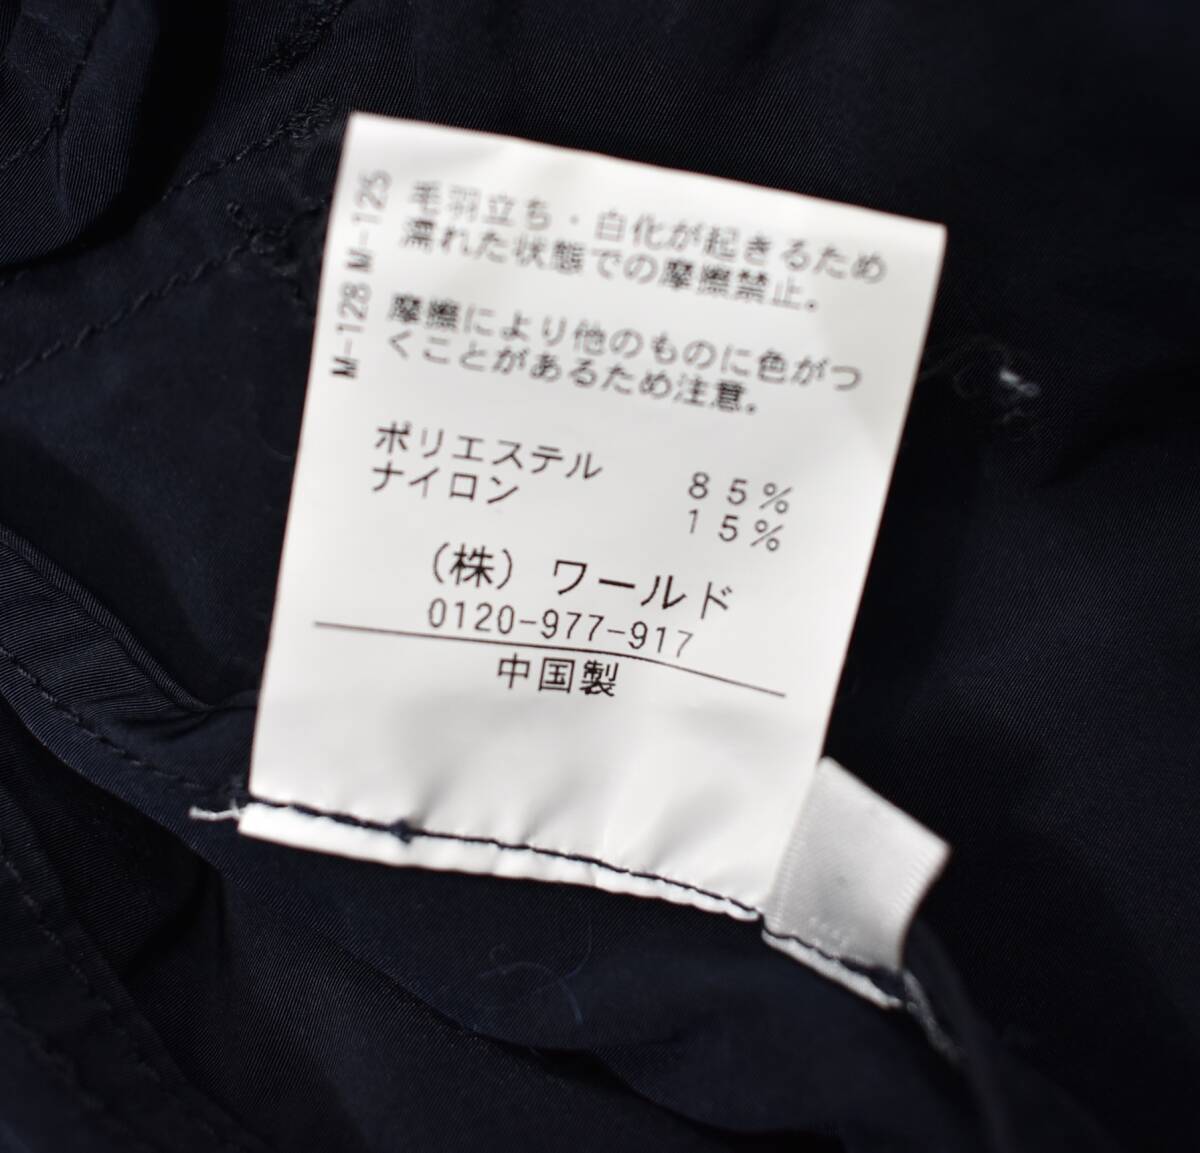 毛羽立ち・白化が起きるため
濡れた状態での摩擦禁止。
摩擦により他のものに色がつ
くことがあるため注意。
ポリエステル 85%
ナイロン 15%
(株) ワールド
0120-977-917
中国製
M-128 M-125